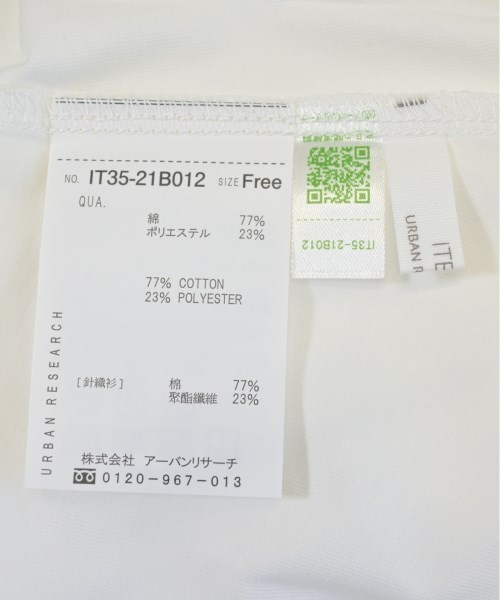 NO. IT35-21B012 SIZE Free
QUA.
綿 77%
ポリエステル 23%
77% COTTON
23% POLYESTER
[針織衫] 棉 77%
聚酯纖維 23%
URBAN RESEARCH
株式会社 アーバンリサーチ
0120-967-013
IT35-21B012
ITE
URBAN R